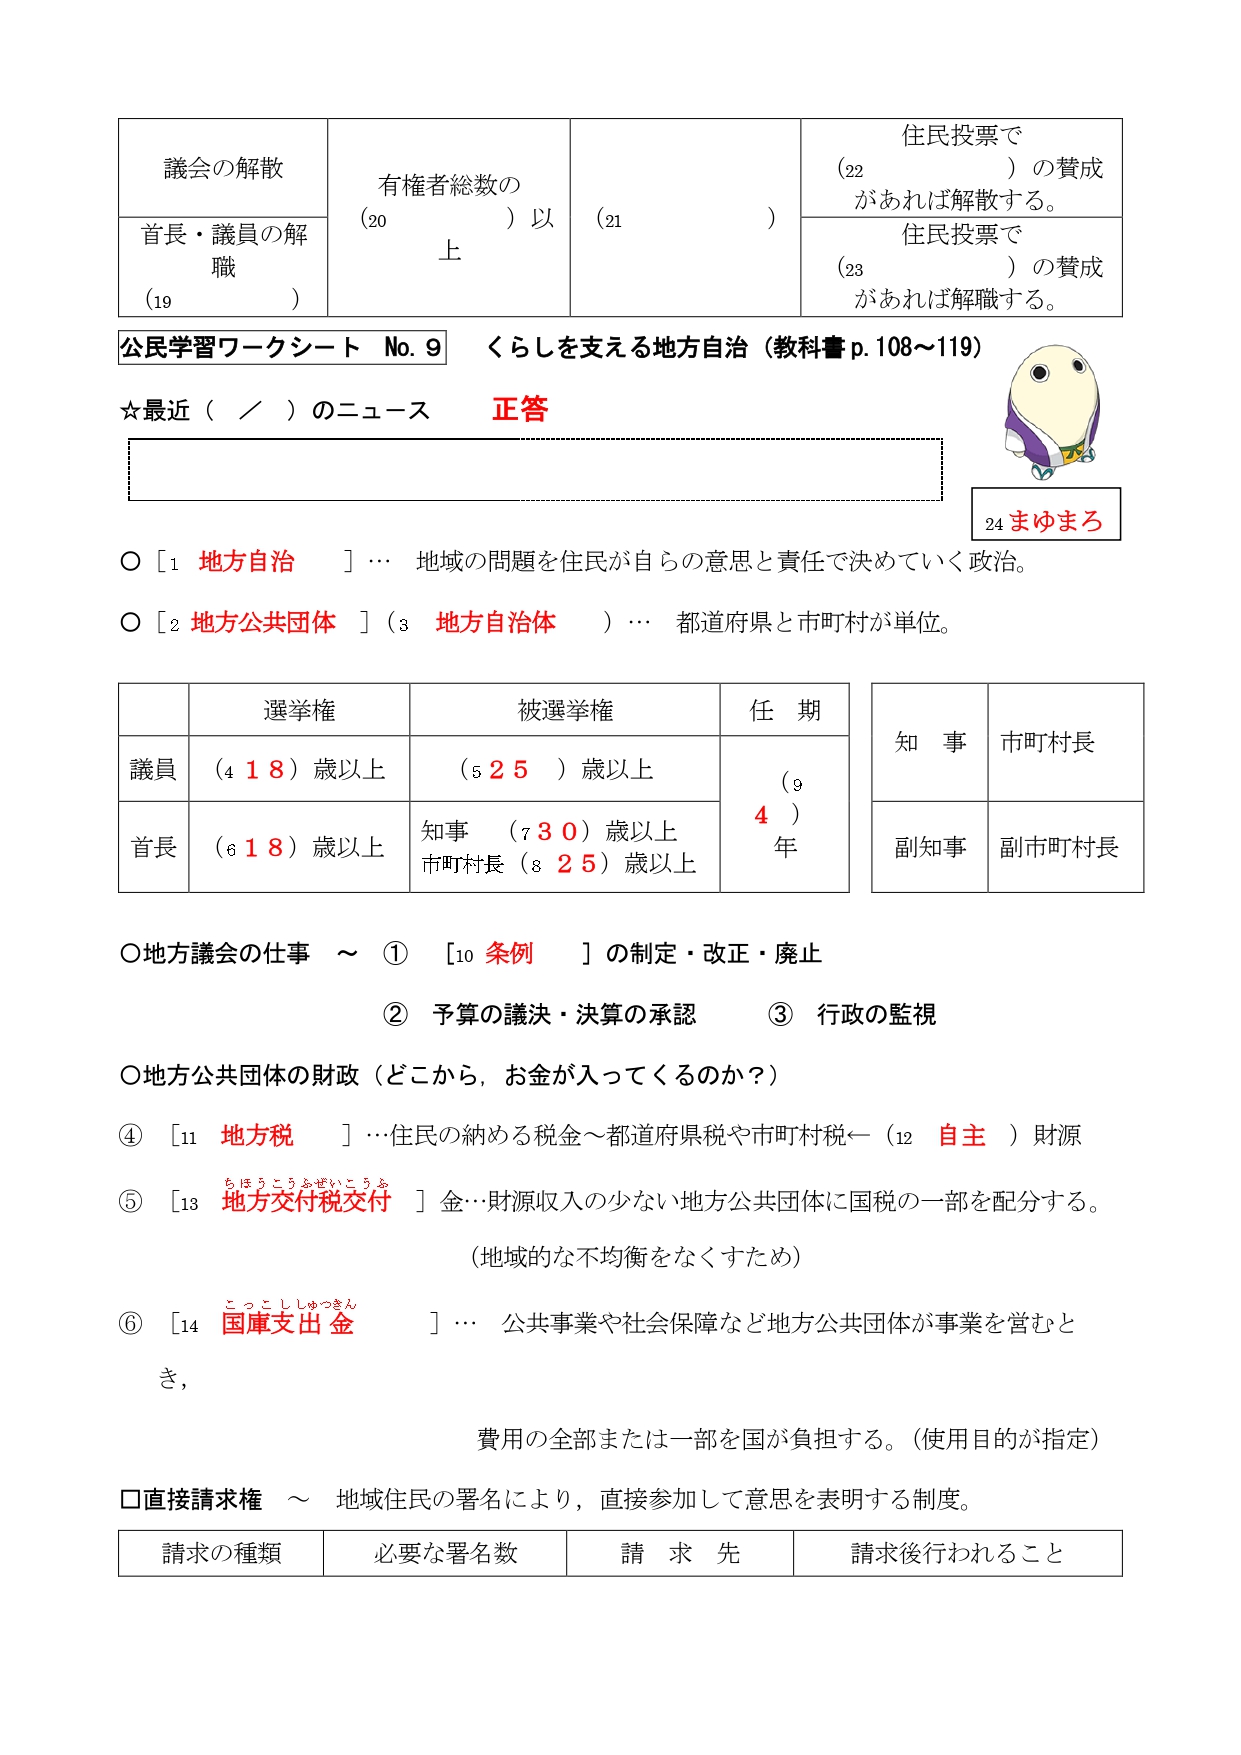 議会の解散
有権者総数の
（20　　　　　）以
上
（21　　　　　　）
住民投票で
（22　　　　　　）の賛成
があれば解散する。
首長・議員の解
職
（19　　　　　）
住民投票で
（23　　　　　　）の賛成
があれば解職する。
公民学習ワークシート　No.９　くらしを支える地方自治（教科書p.108～119）
☆最近（　／　）のニュース　　正答
24 まゆまろ
〇［1　地方自治　　］…　地域の問題を住民が自らの意思と責任で決めていく政治。
〇［2 地方公共団体　］（3　地方自治体　　）…　都道府県と市町村が単位。
選挙権　被選挙権　任　期
議員　（4 １８）歳以上　（5 ２５　）歳以上
（9
４　）
年
首長　（6 １８）歳以上
知事　（7 ３０）歳以上
市町村長（8 ２５）歳以上
知　事　市町村長
副知事　副市町村長
〇地方議会の仕事　～　①　［10 条例　　］の制定・改正・廃止
②　予算の議決・決算の承認　　　③　行政の監視
〇地方公共団体の財政（どこから，お金が入ってくるのか？）
④　［11　地方税　　］…住民の納める税金～都道府県税や市町村税←（12　自主　）財源
ちほうこうふぜいこうふ
⑤　［13　地方交付税交付　］金…財源収入の少ない地方公共団体に国税の一部を配分する。
（地域的な不均衡をなくすため）
こっこししゅつきん
⑥　［14　国庫支出金　　　］…　公共事業や社会保障など地方公共団体が事業を営むと
き，
費用の全部または一部を国が負担する。（使用目的が指定）
□直接請求権　～　地域住民の署名により，直接参加して意思を表明する制度。
請求の種類　必要な署名数　請　求　先　請求後行われること